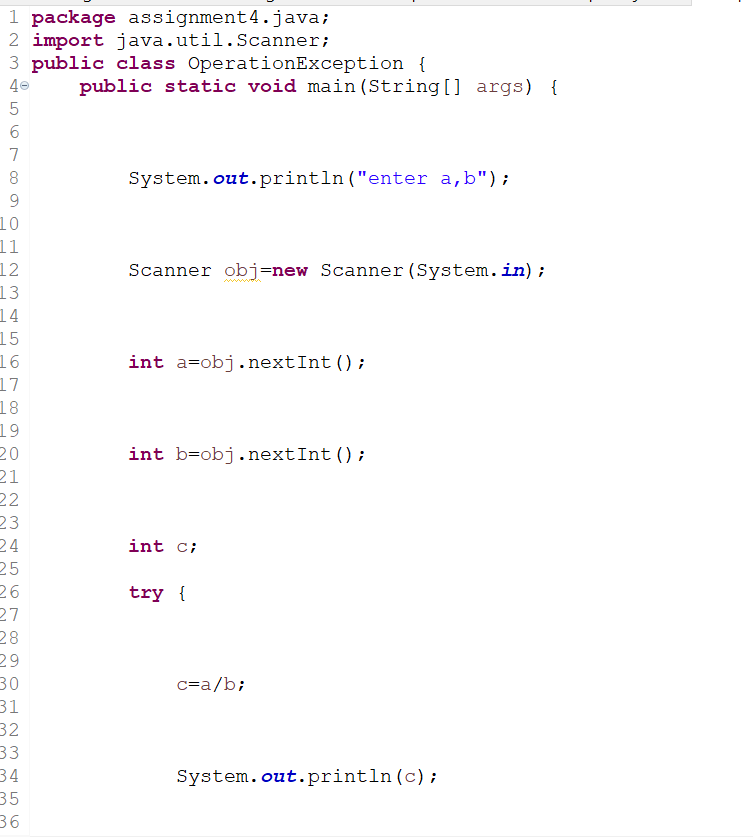 1 package assignment4.java;
2 import java.util.Scanner;
3 public class OperationException {
4 public static void main(String[] args) {
5
6
7
8 System.out.println("enter a,b");
9
10
11
12 Scanner obj=new Scanner(System.in);
13
14
15
16 int a=obj.nextInt();
17
18
19
20 int b=obj.nextInt();
21
22
23
24 int c;
25
26 try {
27
28
29
30 c=a/b;
31
32
33
34 System.out.println(c);
35
36